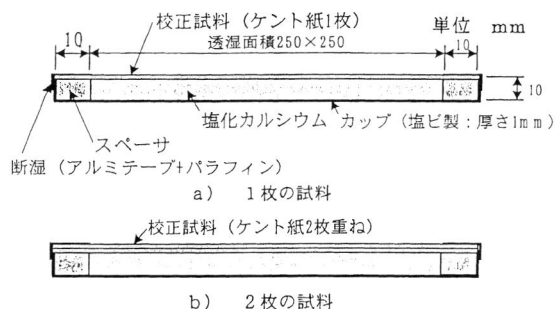 校正試料（ケント紙1枚）
単位 mm
10
透湿面積250×250
10
10
塩化カルシウム カップ（塩ビ製：厚さ1mm）
スペーサ
断湿（アルミテープ+パラフィン）
a） 1枚の試料
校正試料（ケント紙2枚重ね）
b） 2枚の試料